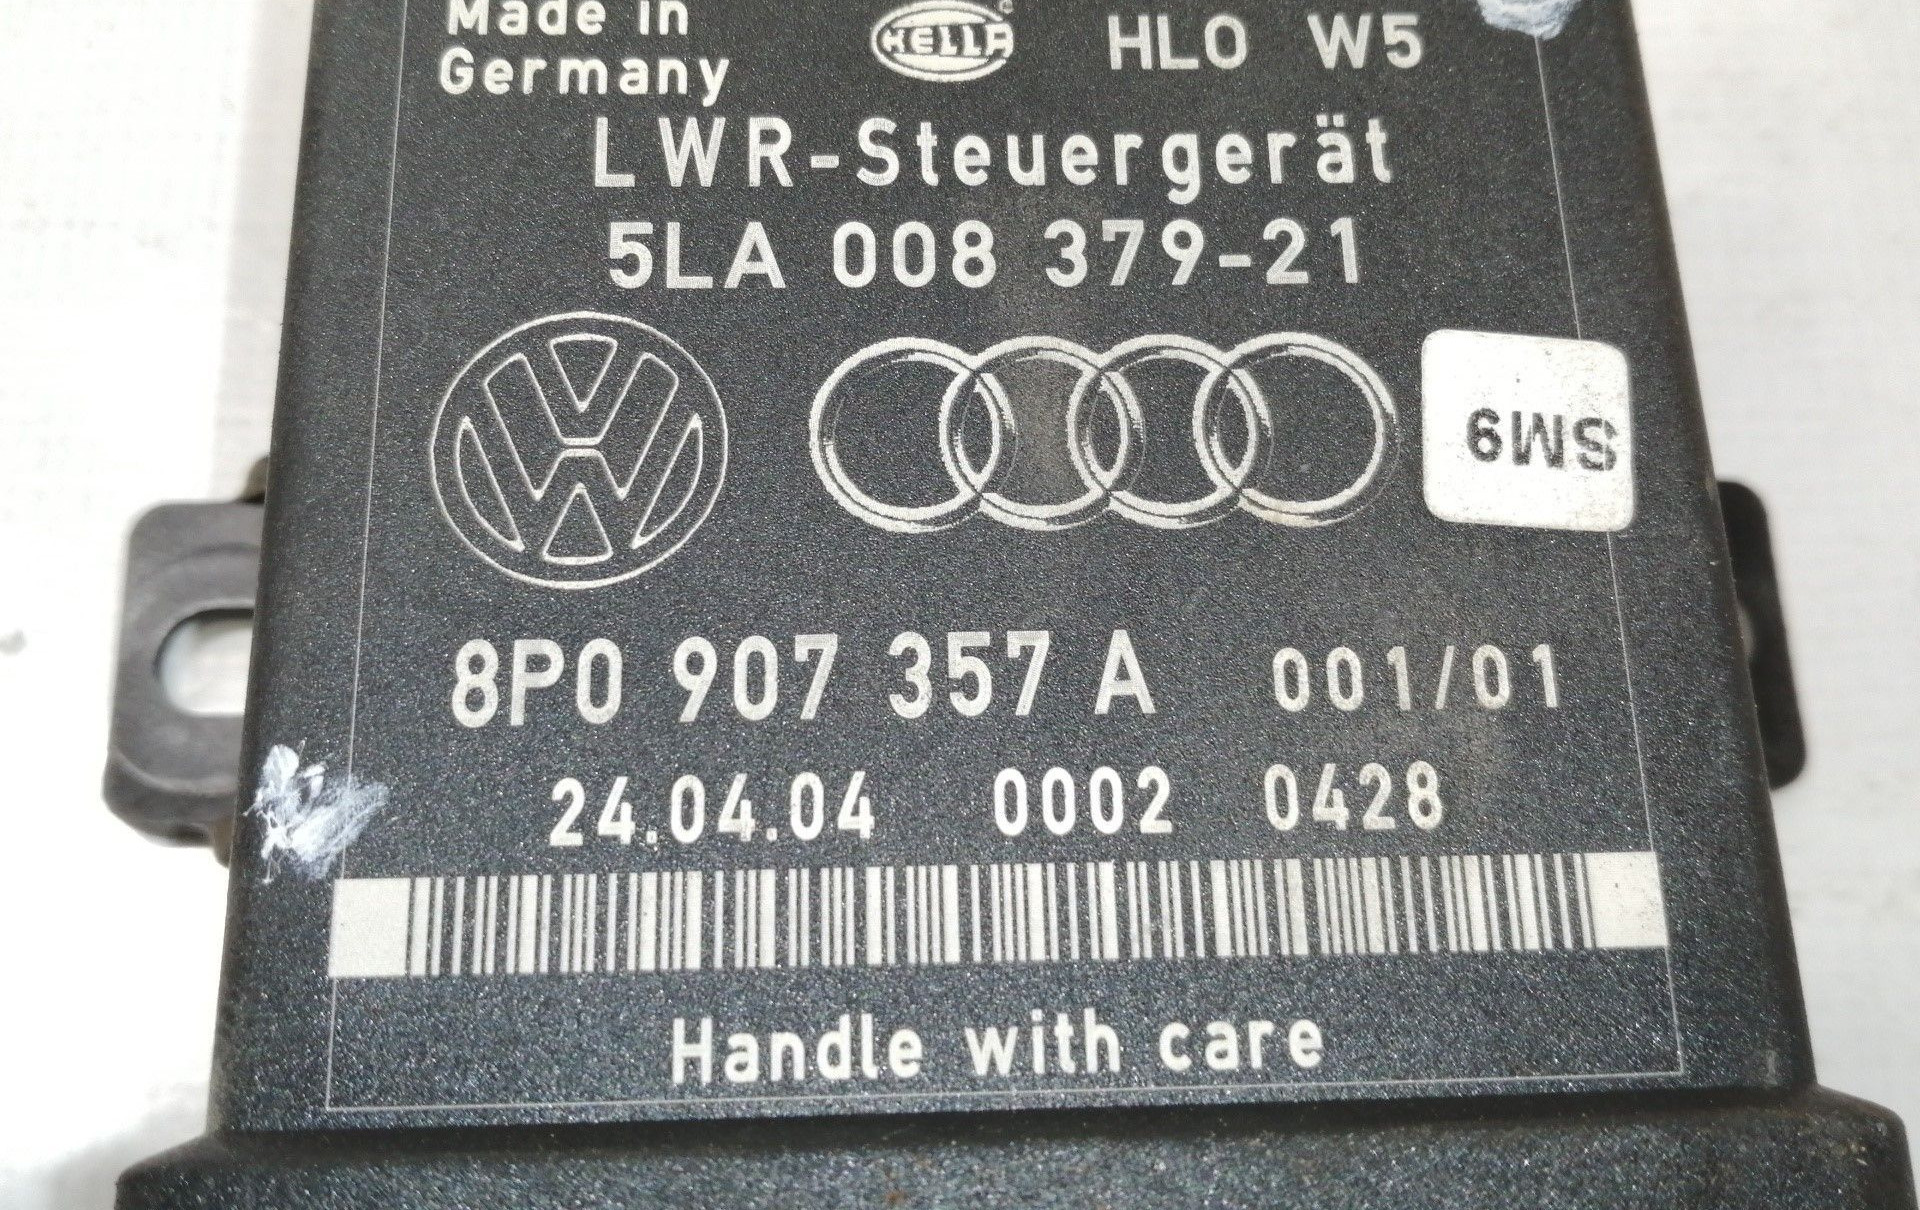 Made in
Germany
HELLA
HLO W5
LWR-Steuergerät
5LA 008 379-21
SM9
8P0 907 357 A 001/01
24.04.04 0002 0428
Handle with care